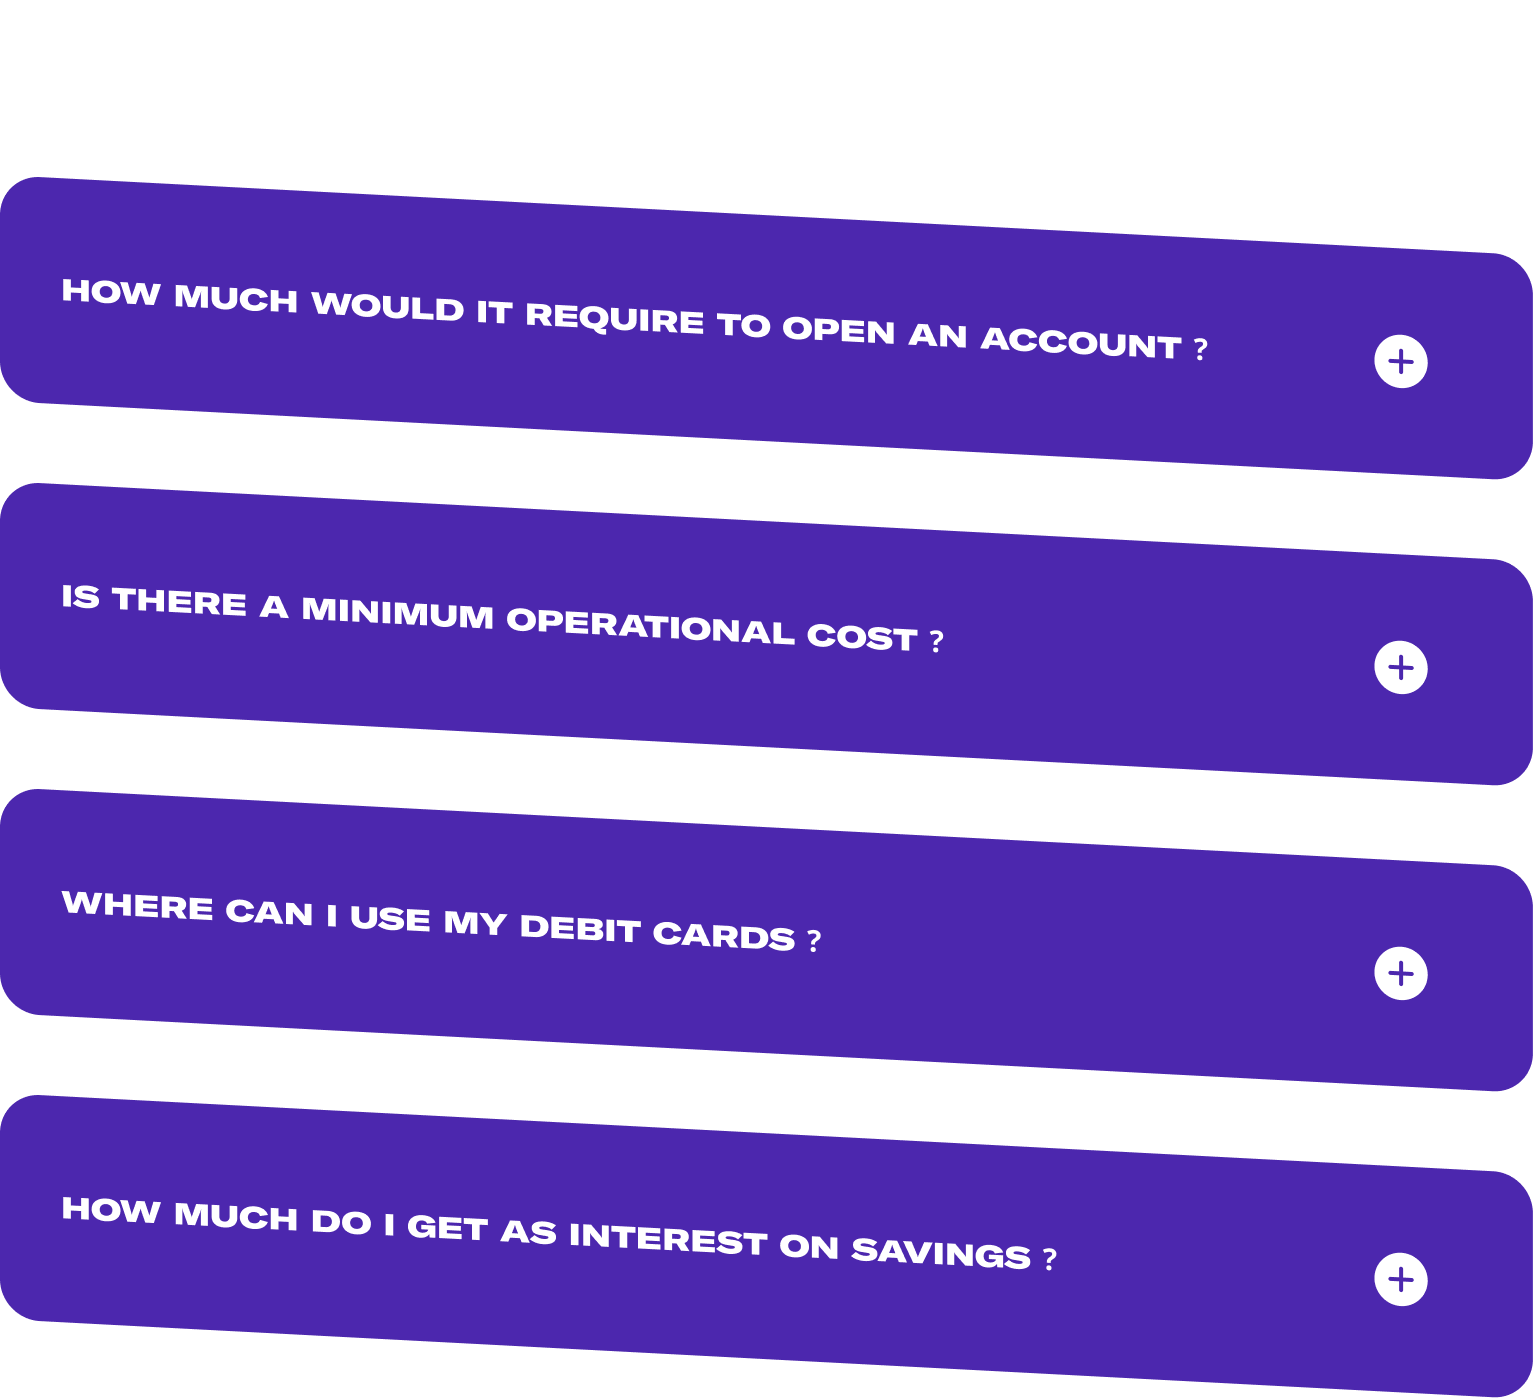 HOW MUCH WOULD IT REQUIRE TO OPEN AN ACCOUNT ?
IS THERE A MINIMUM OPERATIONAL COST ?
WHERE CAN I USE MY DEBIT CARDS ?
HOW MUCH DO I GET AS INTEREST ON SAVINGS ?